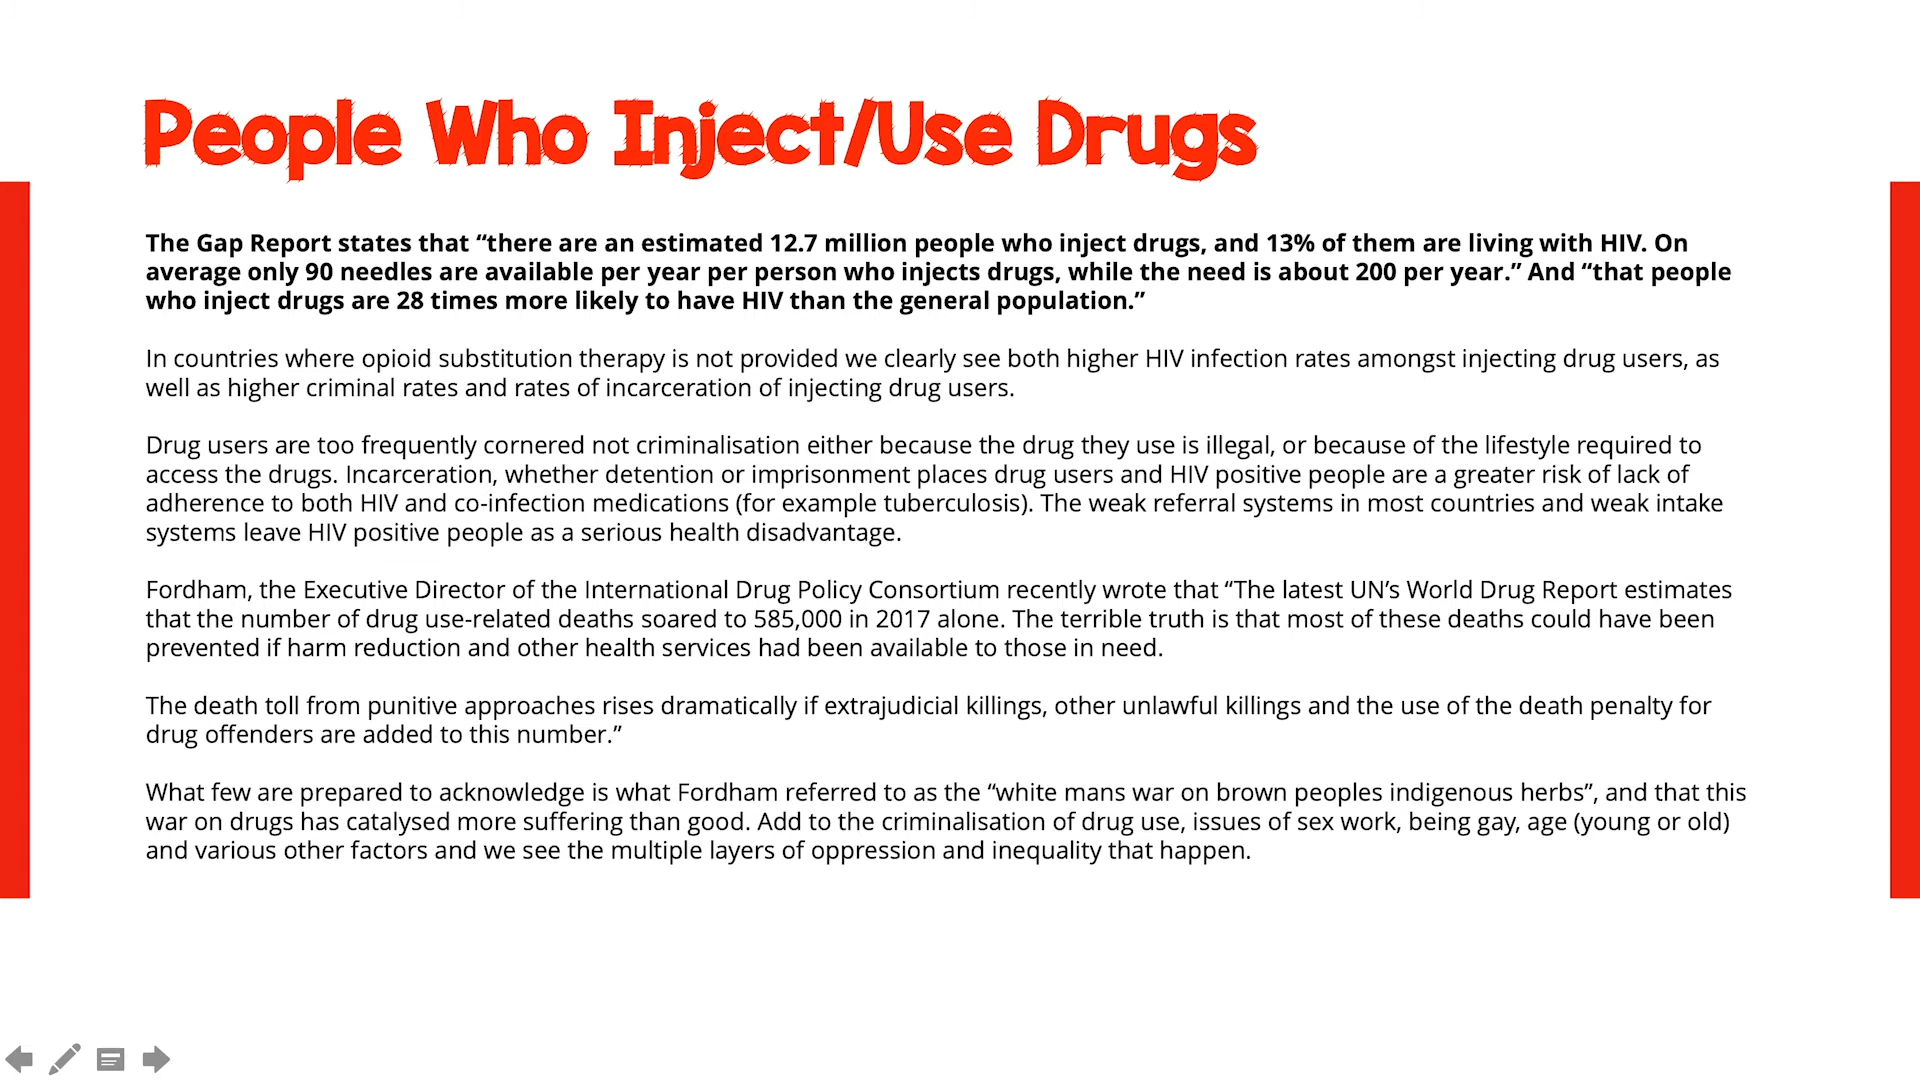 People Who Inject/Use Drugs
The Gap Report states that “there are an estimated 12.7 million people who inject drugs, and 13% of them are living with HIV. On
average only 90 needles are available per year per person who injects drugs, while the need is about 200 per year.” And “that people
who inject drugs are 28 times more likely to have HIV than the general population.”
In countries where opioid substitution therapy is not provided we clearly see both higher HIV infection rates amongst injecting drug users, as
well as higher criminal rates and rates of incarceration of injecting drug users.
Drug users are too frequently cornered not criminalisation either because the drug they use is illegal, or because of the lifestyle required to
access the drugs. Incarceration, whether detention or imprisonment places drug users and HIV positive people are a greater risk of lack of
adherence to both HIV and co-infection medications (for example tuberculosis). The weak referral systems in most countries and weak intake
systems leave HIV positive people as a serious health disadvantage.
Fordham, the Executive Director of the International Drug Policy Consortium recently wrote that “The latest UN’s World Drug Report estimates
that the number of drug use-related deaths soared to 585,000 in 2017 alone. The terrible truth is that most of these deaths could have been
prevented if harm reduction and other health services had been available to those in need.
The death toll from punitive approaches rises dramatically if extrajudicial killings, other unlawful killings and the use of the death penalty for
drug offenders are added to this number.”
What few are prepared to acknowledge is what Fordham referred to as the “white mans war on brown peoples indigenous herbs”, and that this
war on drugs has catalysed more suffering than good. Add to the criminalisation of drug use, issues of sex work, being gay, age (young or old)
and various other factors and we see the multiple layers of oppression and inequality that happen.